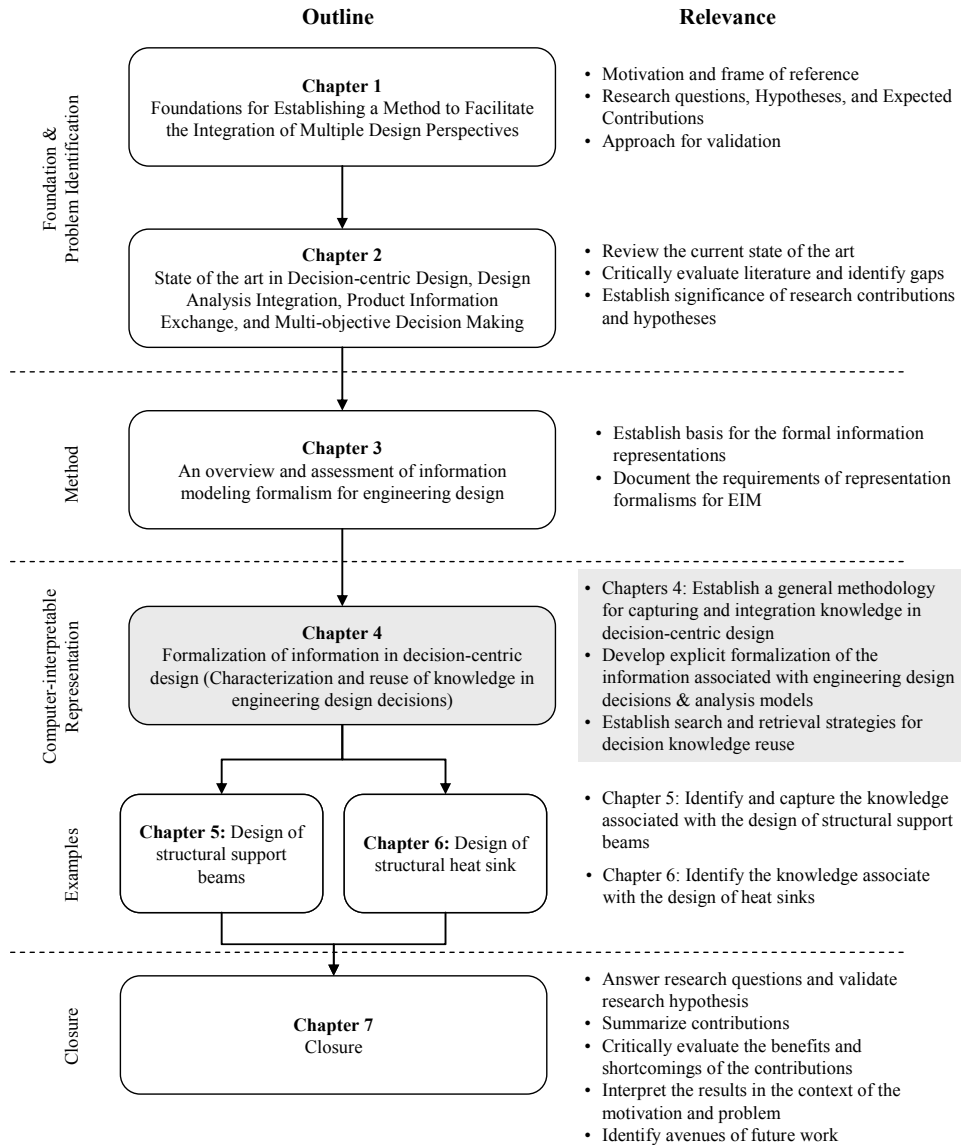 Outline
Relevance
Foundation &
Problem Identification
Chapter 1
Foundations for Establishing a Method to Facilitate
the Integration of Multiple Design Perspectives
• Motivation and frame of reference
• Research questions, Hypotheses, and Expected
Contributions
• Approach for validation
Chapter 2
State of the art in Decision-centric Design, Design
Analysis Integration, Product Information
Exchange, and Multi-objective Decision Making
• Review the current state of the art
• Critically evaluate literature and identify gaps
• Establish significance of research contributions
and hypotheses
Method
Chapter 3
An overview and assessment of information
modeling formalism for engineering design
• Establish basis for the formal information
representations
• Document the requirements of representation
formalisms for EIM
Computer-interpretable
Representation
Chapter 4
Formalization of information in decision-centric
design (Characterization and reuse of knowledge in
engineering design decisions)
• Chapters 4: Establish a general methodology
for capturing and integration knowledge in
decision-centric design
• Develop explicit formalization of the
information associated with engineering design
decisions & analysis models
• Establish search and retrieval strategies for
decision knowledge reuse
Examples
Chapter 5: Design of
structural support
beams
Chapter 6: Design of
structural heat sink
• Chapter 5: Identify and capture the knowledge
associated with the design of structural support
beams
• Chapter 6: Identify the knowledge associate
with the design of heat sinks
Closure
Chapter 7
Closure
• Answer research questions and validate
research hypothesis
• Summarize contributions
• Critically evaluate the benefits and
shortcomings of the contributions
• Interpret the results in the context of the
motivation and problem
• Identify avenues of future work